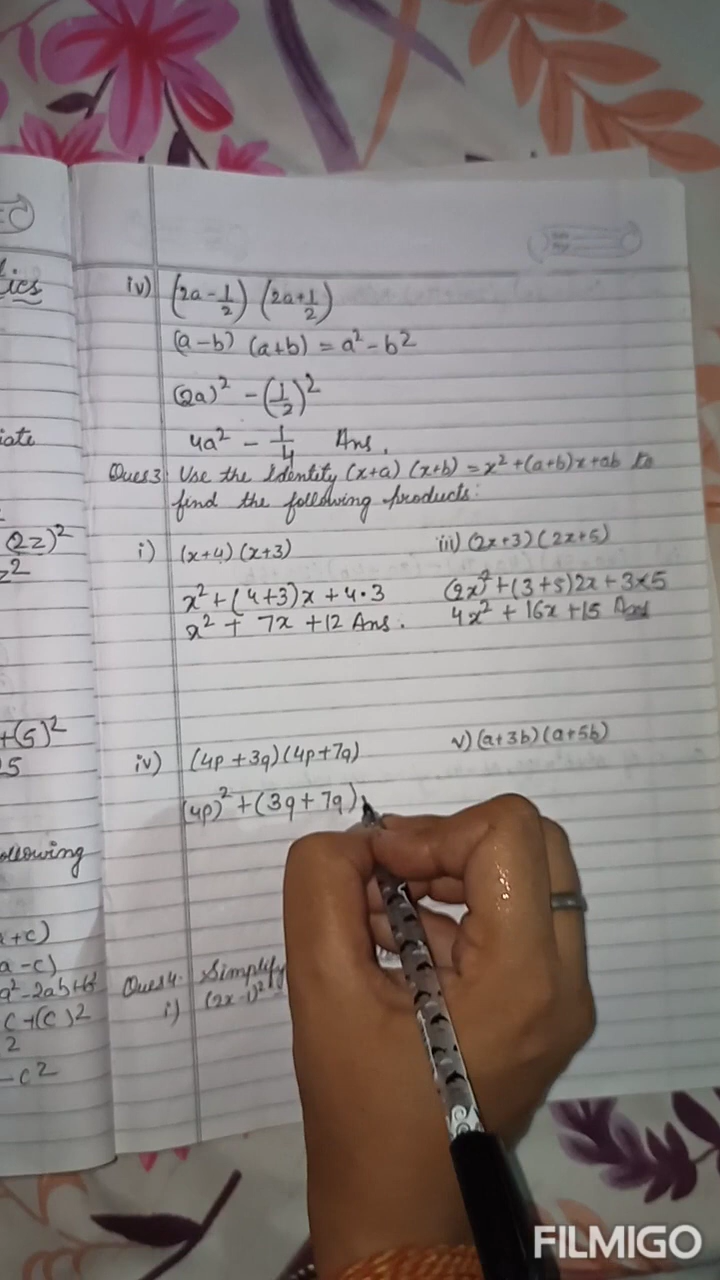 ics
iate
(2z)²
z²
+(5)²
25
ollowing
+c)
a-c)
a²-2ab+b²
c+(c)²
2
-c²
iv) (2a-1/2) (2a+1/2)
(a-b) (a+b) = a²-b²
(2a)² - (1/2)²
4a² - 1/4 Ans.
Ques3 Use the Identity (x+a) (x+b) = x²+(a+b)x+ab to
find the following products:
i) (x+4)(x+3)
x²+(4+3)x+4·3
x² + 7x +12 Ans.
iii) (2x+3)(2x+5)
(2x)²+(3+5)2x+3×5
4x² + 16x +15 Ans
iv) (4p+3q)(4p+7q)
(4p)²+(3q+7q)
v) (a+3b)(a+5b)
Ques4. Simplify
i) (2x-1)²
FILMIGO